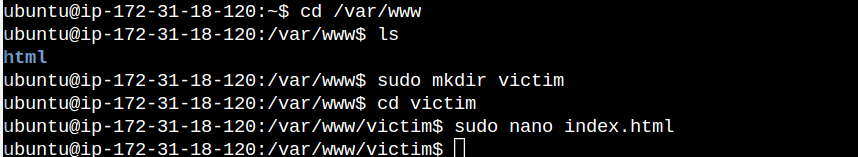 ubuntu@ip-172-31-18-120:~$ cd /var/www
ubuntu@ip-172-31-18-120:/var/www$ ls
html
ubuntu@ip-172-31-18-120:/var/www$ sudo mkdir victim
ubuntu@ip-172-31-18-120:/var/www$ cd victim
ubuntu@ip-172-31-18-120:/var/www/victim$ sudo nano index.html
ubuntu@ip-172-31-18-120:/var/www/victim$